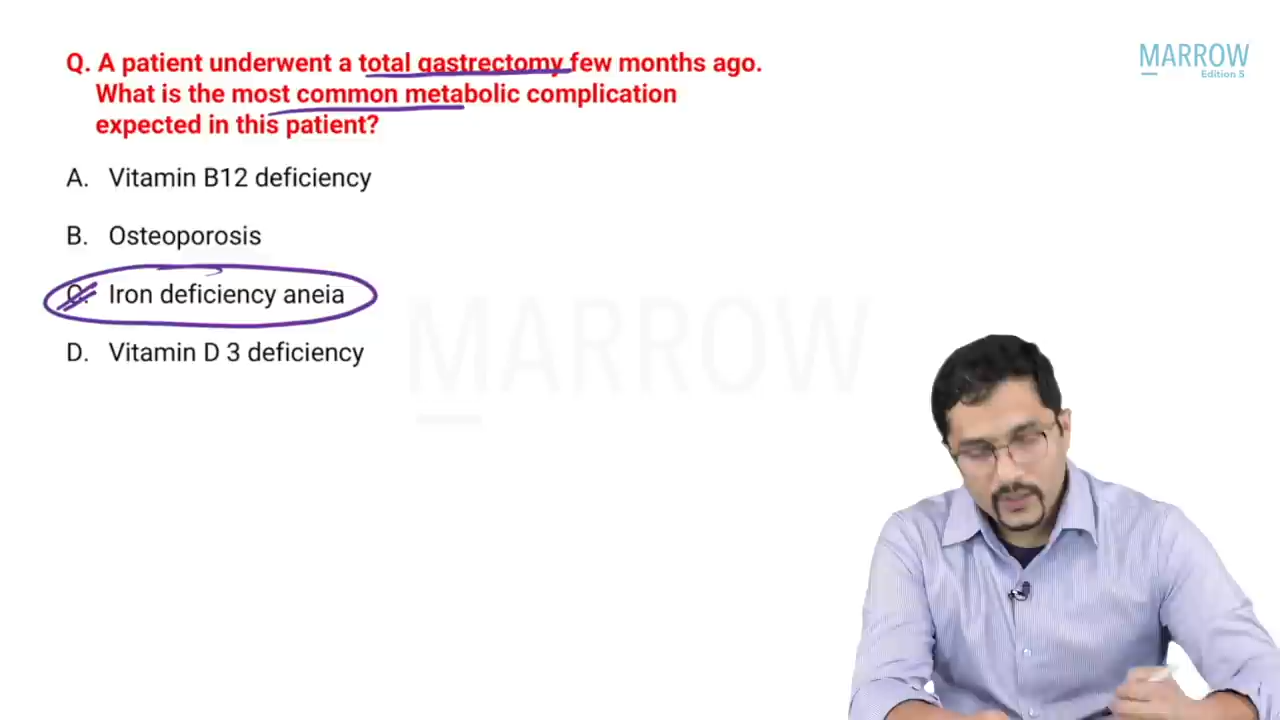 MARROW
Edition 5
Q. A patient underwent a total gastrectomy few months ago.
What is the most common metabolic complication
expected in this patient?
A. Vitamin B12 deficiency
B. Osteoporosis
C. Iron deficiency aneia
D. Vitamin D 3 deficiency
MARROW